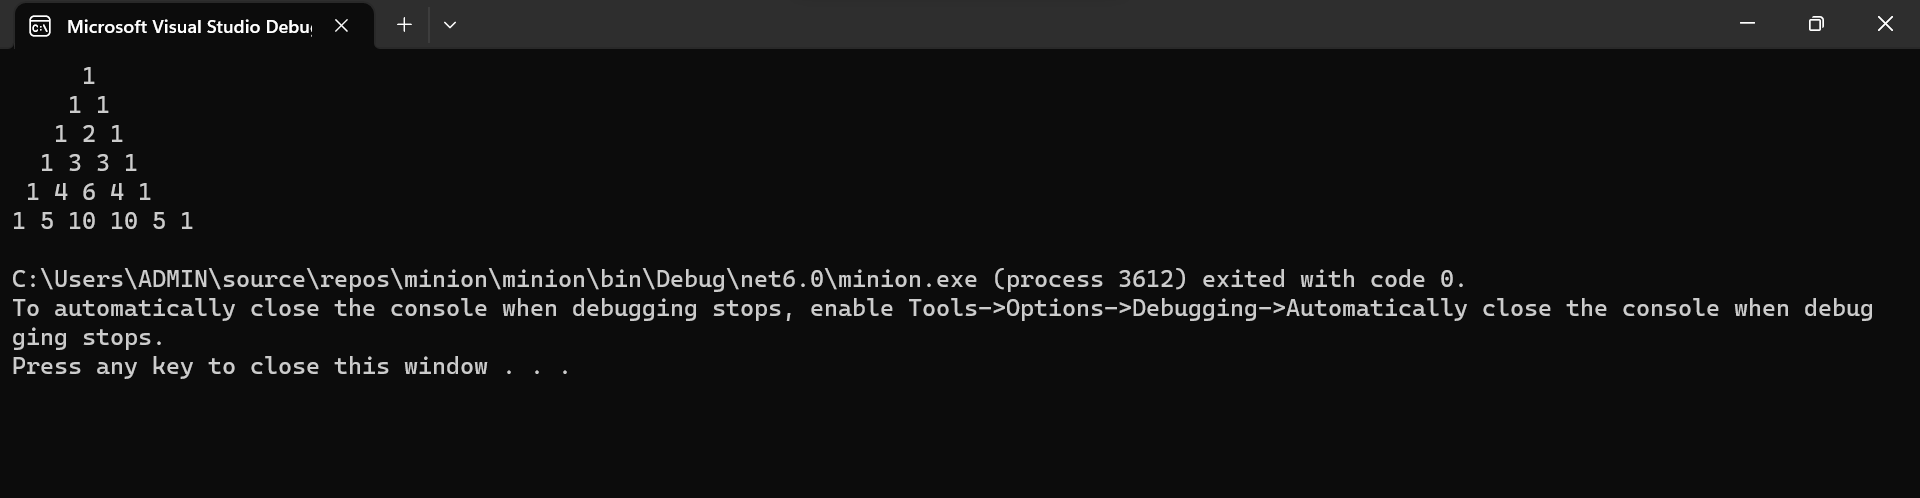 Microsoft Visual Studio Debu
1
1 1
1 2 1
1 3 3 1
1 4 6 4 1
1 5 10 10 5 1
C:\Users\ADMIN\source\repos\minion\minion\bin\Debug\net6.0\minion.exe (process 3612) exited with code 0.
To automatically close the console when debugging stops, enable Tools->Options->Debugging->Automatically close the console when debug
ging stops.
Press any key to close this window . . .